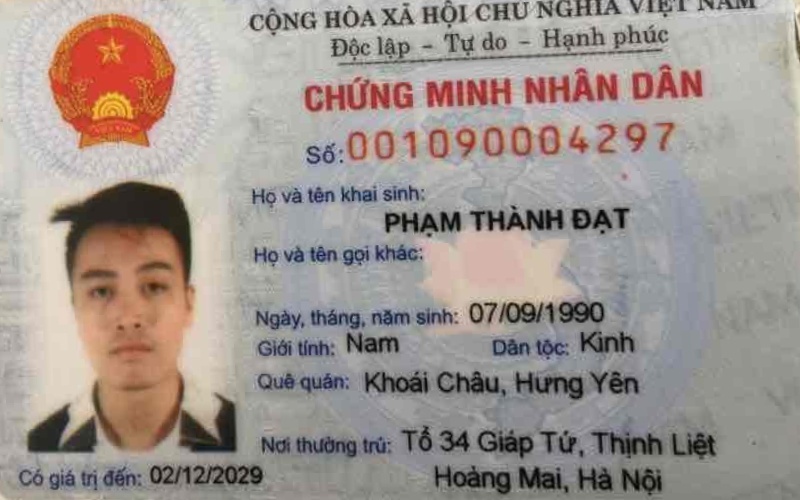 CỘNG HÒA XÃ HỘI CHỦ NGHĨA VIỆT NAM
Độc lập - Tự do - Hạnh phúc
CHỨNG MINH NHÂN DÂN
Số: 001090004297
Họ và tên khai sinh:
PHẠM THÀNH ĐẠT
Họ và tên gọi khác:
Ngày, tháng, năm sinh: 07/09/1990
Giới tính: Nam Dân tộc: Kinh
Quê quán: Khoái Châu, Hưng Yên
Nơi thường trú: Tổ 34 Giáp Tứ, Thịnh Liệt
Hoàng Mai, Hà Nội
Có giá trị đến: 02/12/2029